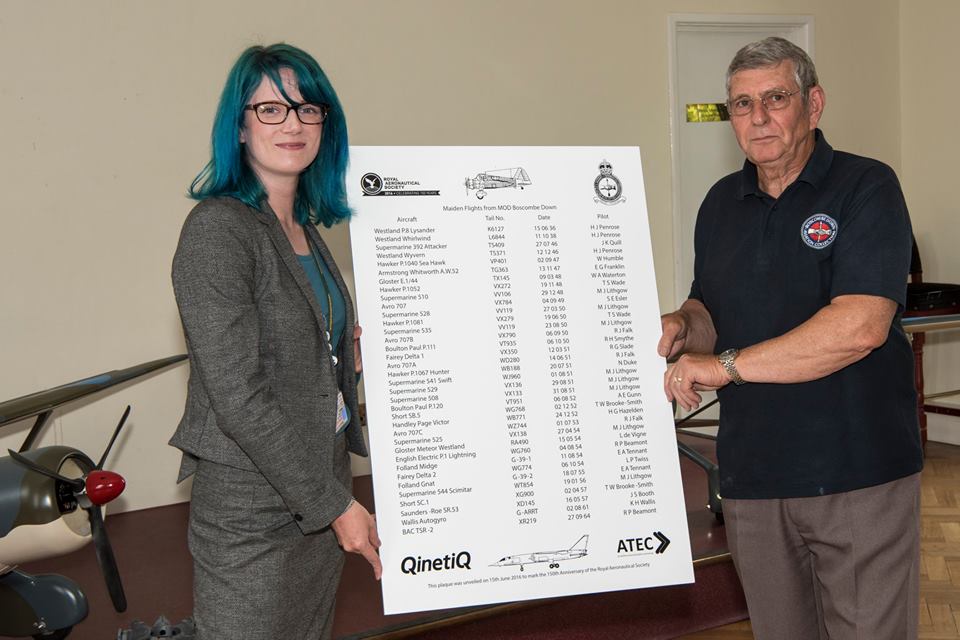 ROYAL AERONAUTICAL SOCIETY
2016 • CELEBRATING 150 YEARS
Maiden Flights from MOD Boscombe Down
Aircraft Tail No. Date Pilot
Westland P.8 Lysander K6127 15 06 36 H J Penrose
Westland Whirlwind L6844 11 10 38 H J Penrose
Supermarine 392 Attacker TS409 27 07 46 J K Quill
Westland Wyvern TS371 12 12 46 H J Penrose
Hawker P.1040 Sea Hawk VP401 02 09 47 W Humble
Armstrong Whitworth A.W.52 TG363 13 11 47 E G Franklin
Gloster E.1/44 TX145 09 03 48 W A Waterton
Hawker P.1052 VX272 19 11 48 T S Wade
Supermarine 510 VV106 29 12 48 M J Lithgow
Avro 707 VX784 04 09 49 S E Esler
Supermarine 528 VV119 27 03 50 M J Lithgow
Hawker P.1081 VX279 19 06 50 T S Wade
Supermarine 535 VV119 23 08 50 M J Lithgow
Avro 707B VX790 06 09 50 R J Falk
Boulton Paul P.111 VT935 06 10 50 R H Smythe
Fairey Delta 1 VX350 12 03 51 R G Slade
Avro 707A WD280 14 06 51 R J Falk
Hawker P.1067 Hunter WB188 20 07 51 N Duke
Supermarine 541 Swift WJ960 01 08 51 M J Lithgow
Supermarine 529 VX136 29 08 51 M J Lithgow
Supermarine 508 VX133 31 08 51 M J Lithgow
Boulton Paul P.120 VT951 06 08 52 A E Gunn
Short SB.5 WG768 02 12 52 T W Brooke-Smith
Handley Page Victor WB771 24 12 52 H G Hazelden
Avro 707C WZ744 01 07 53 R J Falk
Supermarine 525 VX138 27 04 54 M J Lithgow
Gloster Meteor Westland RA490 15 05 54 L de Vigne
English Electric P.1 Lightning WG760 04 08 54 R P Beamont
Folland Midge G-39-1 11 08 54 E A Tennant
Fairey Delta 2 WG774 06 10 54 L P Twiss
Folland Gnat G-39-2 18 07 55 E A Tennant
Supermarine 544 Scimitar WT854 19 01 56 M J Lithgow
Short SC.1 XG900 02 04 57 T W Brooke-Smith
Saunders-Roe SR.53 XD145 16 05 57 J S Booth
Wallis Autogyro G-ARRT 02 08 61 K H Wallis
BAC TSR-2 XR219 27 09 64 R P Beamont
QinetiQ ATEC
This plaque was unveiled on 15th June 2016 to mark the 150th Anniversary of the Royal Aeronautical Society
BOSCOMBE DOWN
AVIATION COLLECTION